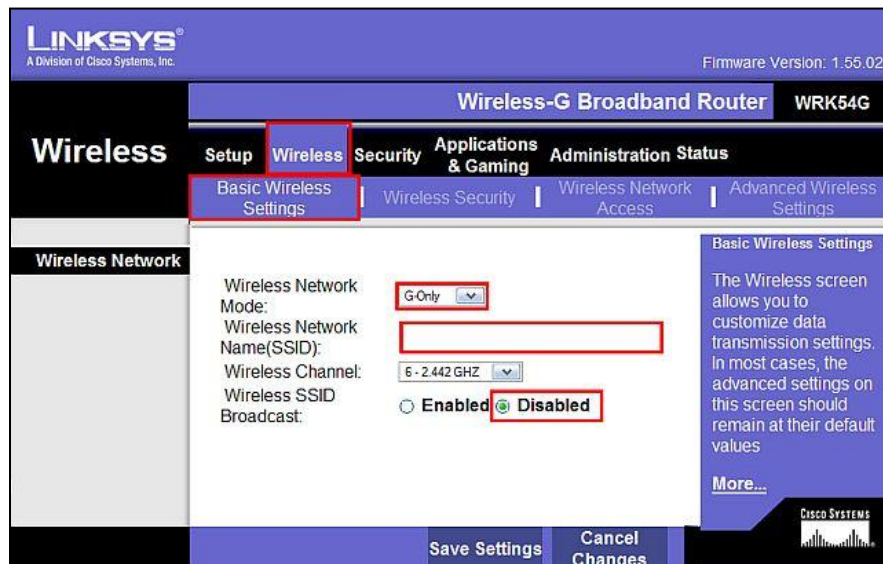 LINKSYS®
A Division of Cisco Systems, Inc.
Firmware Version: 1.55.02
Wireless-G Broadband Router
WRK54G
Wireless
Setup
Wireless
Security
Applications
& Gaming
Administration
Status
Basic Wireless
Settings
Wireless Security
Wireless Network
Access
Advanced Wireless
Settings
Wireless Network
Wireless Network
Mode:
G-Only
Wireless Network
Name(SSID):
Wireless Channel:
6 - 2.442 GHZ
Wireless SSID
Broadcast:
Enabled
Disabled
Basic Wireless Settings
The Wireless screen
allows you to
customize data
transmission settings.
In most cases, the
advanced settings on
this screen should
remain at their default
values
More...
CISCO SYSTEMS
Save Settings
Cancel
Changes